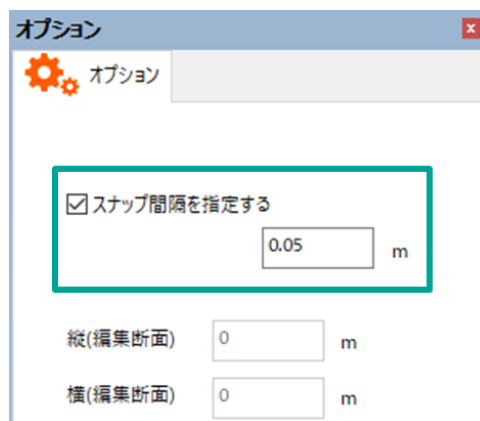 オプション
オプション
スナップ間隔を指定する
0.05 m
縦(編集断面) 0 m
横(編集断面) 0 m